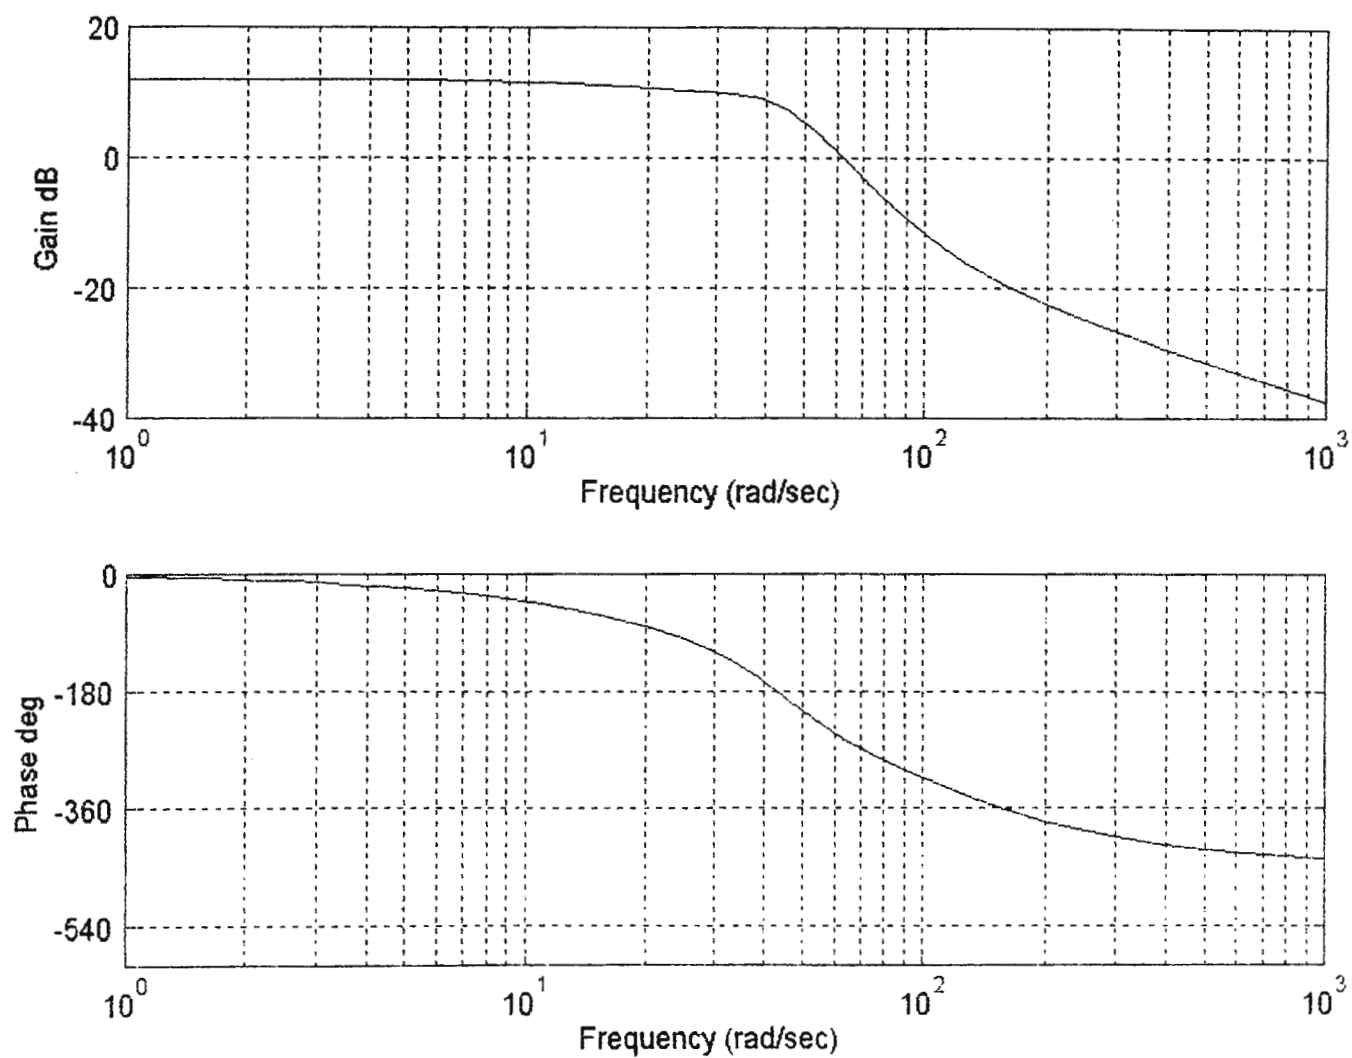 20
0
-20
-40
Gain dB
10^0 10^1 10^2 10^3
Frequency (rad/sec)
0
-180
-360
-540
Phase deg
10^0 10^1 10^2 10^3
Frequency (rad/sec)